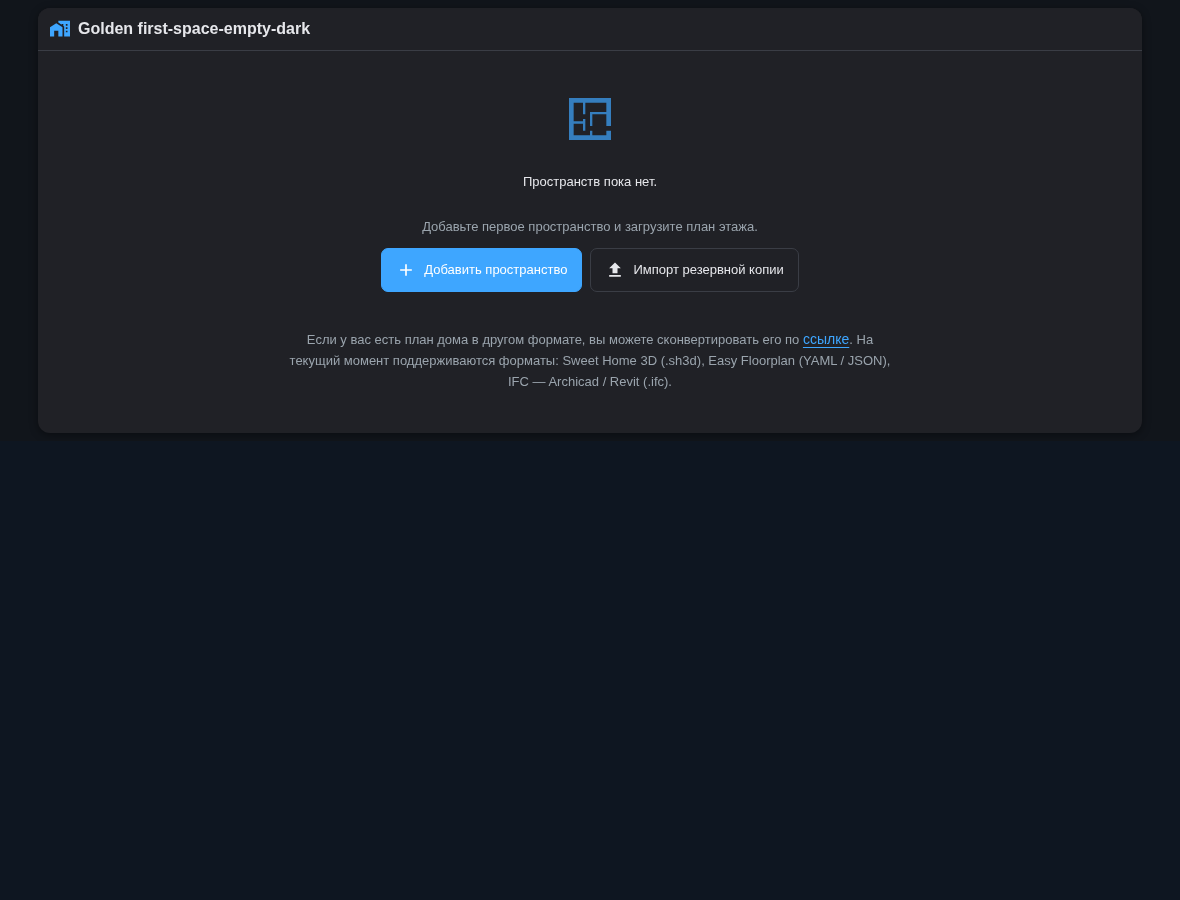 Golden first-space-empty-dark
Пространств пока нет.
Добавьте первое пространство и загрузите план этажа.
Добавить пространство
Импорт резервной копии
Если у вас есть план дома в другом формате, вы можете сконвертировать его по ссылке. На
текущий момент поддерживаются форматы: Sweet Home 3D (.sh3d), Easy Floorplan (YAML / JSON),
IFC — Archicad / Revit (.ifc).